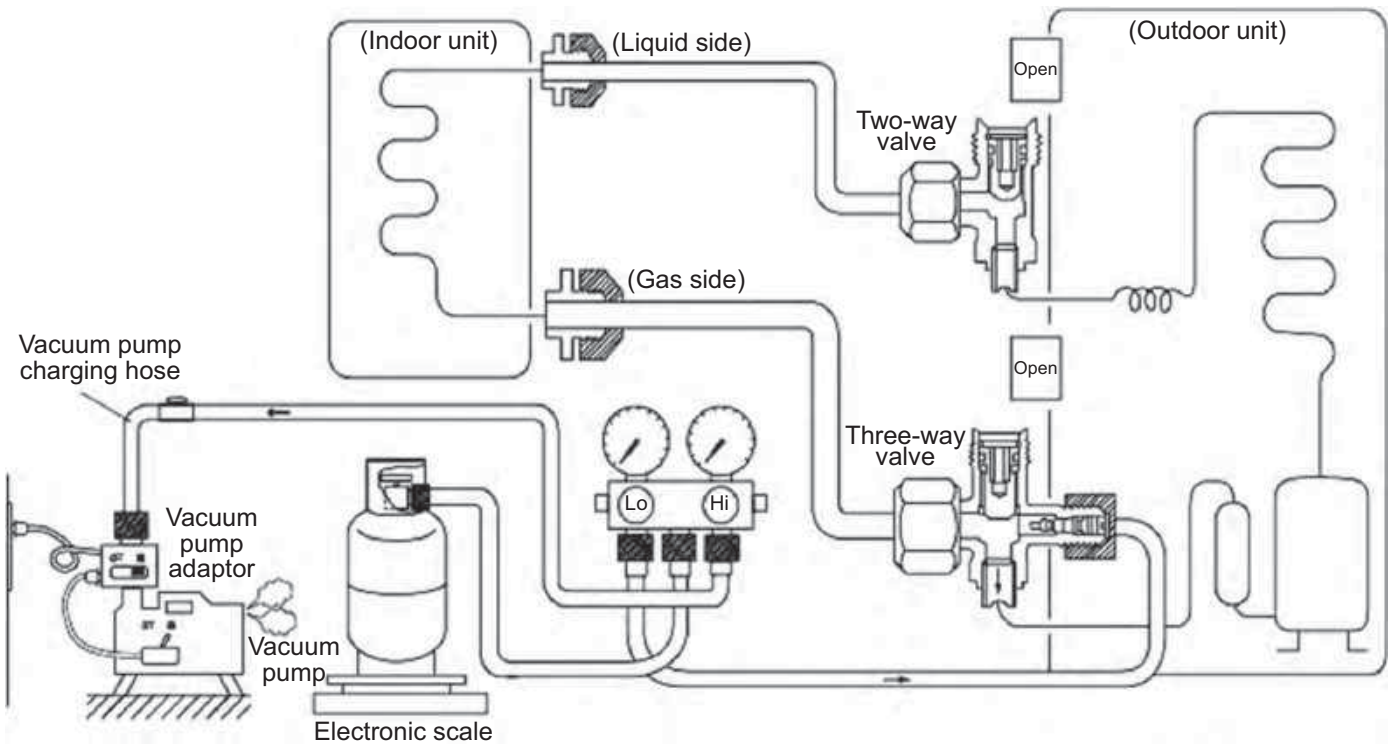 (Indoor unit)
(Liquid side)
Open
(Outdoor unit)
Two-way
valve
(Gas side)
Open
Vacuum pump
charging hose
Three-way
valve
Lo
Hi
Vacuum
pump
adaptor
Vacuum
pump
Electronic scale